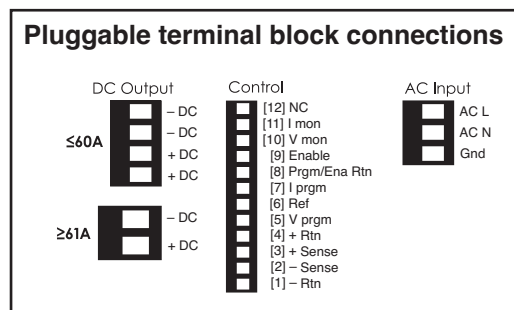 Pluggable terminal block connections
DC Output
≤60A
– DC
– DC
+ DC
+ DC
≥61A
– DC
+ DC
Control
[12] NC
[11] I mon
[10] V mon
[9] Enable
[8] Prgm/Ena Rtn
[7] I prgm
[6] Ref
[5] V prgm
[4] + Rtn
[3] + Sense
[2] – Sense
[1] – Rtn
AC Input
AC L
AC N
Gnd